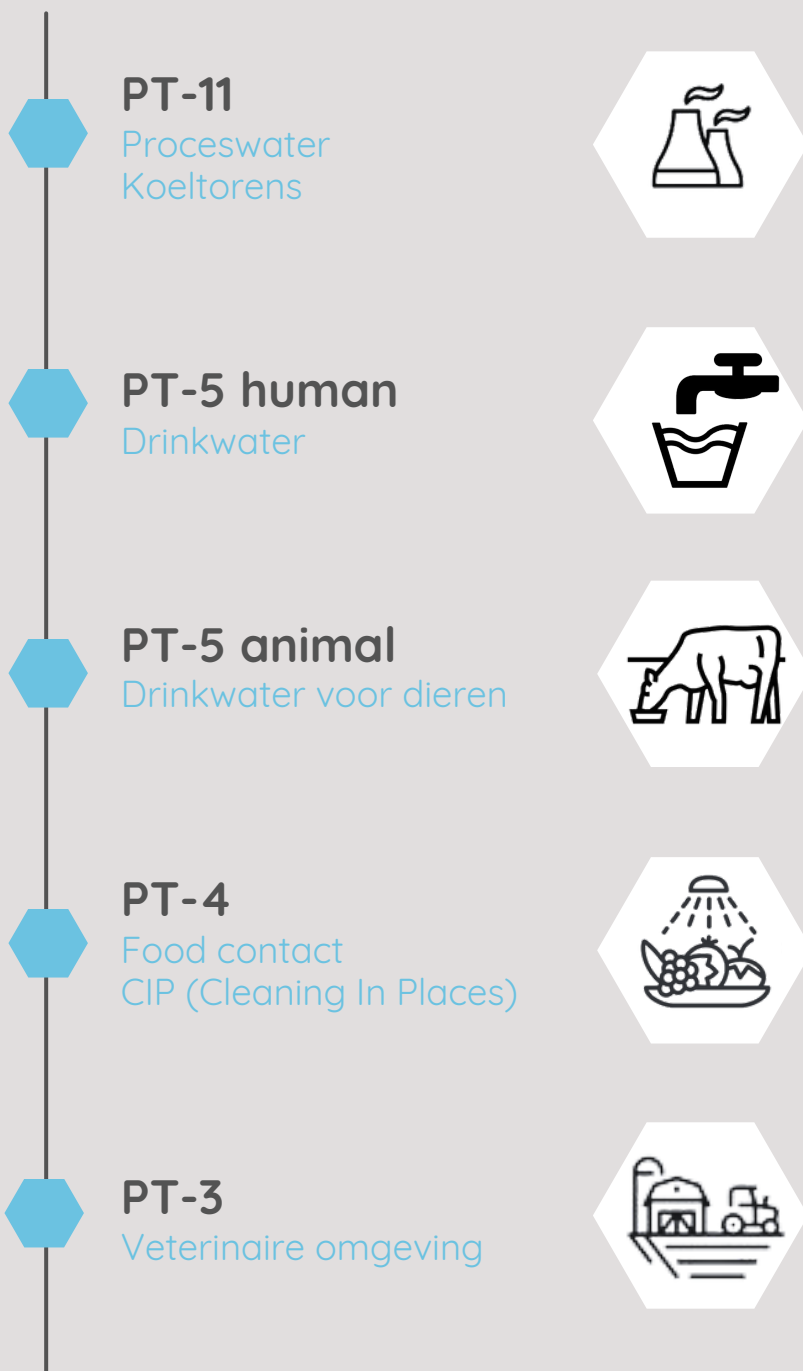 PT-11
Proceswater
Koeltorens
PT-5 human
Drinkwater
PT-5 animal
Drinkwater voor dieren
PT-4
Food contact
CIP (Cleaning In Places)
PT-3
Veterinaire omgeving